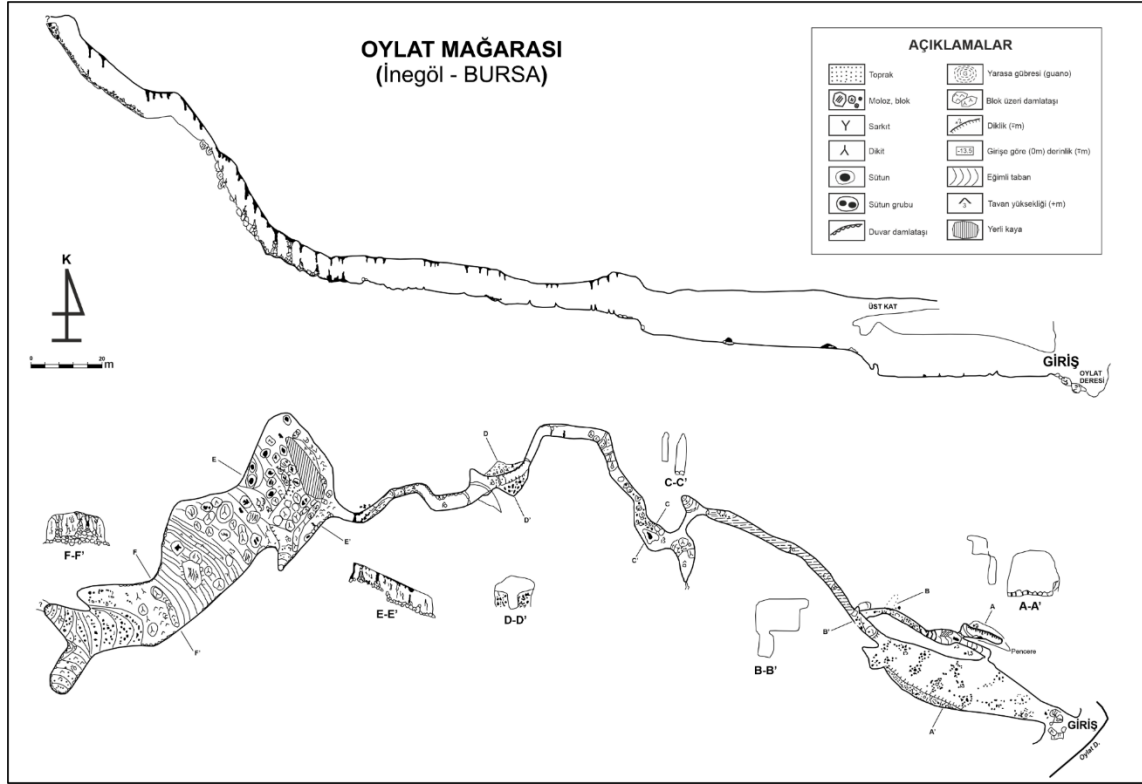 OYLAT MAĞARASI
(İnegöl - BURSA)
AÇIKLAMALAR
Toprak
Moloz, blok
Sarkıt
Dikit
Sütun
Sütun grubu
Duvar damlataşı
Yarasa gübresi (guano)
Blok üzeri damlataşı
Diklik (∓m)
-13.5
Girişe göre (0m) derinlik (∓m)
Eğimli taban
Tavan yüksekliği (+m)
Yerli kaya
K
0 20 m
ÜST KAT
GİRİŞ
OYLAT
DERESİ
E
E'
F
F'
F-F'
E-E'
D
D'
D-D'
C-C'
C
C'
B-B'
B
B'
A
A-A'
Pencere
A'
GİRİŞ
Oylat D.